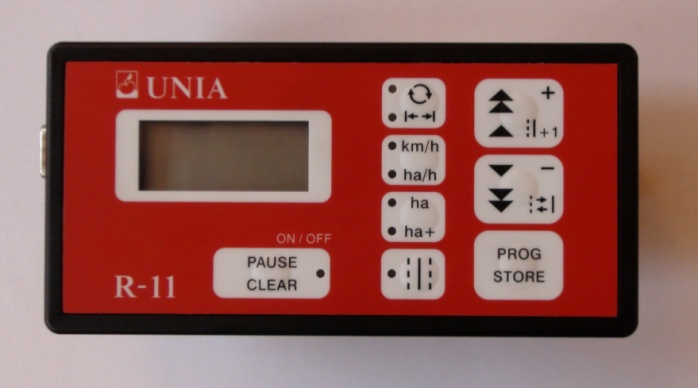 UNIA
ON / OFF
PAUSE
CLEAR
R-11
km/h
ha/h
ha
ha+
+
+1
−
PROG
STORE